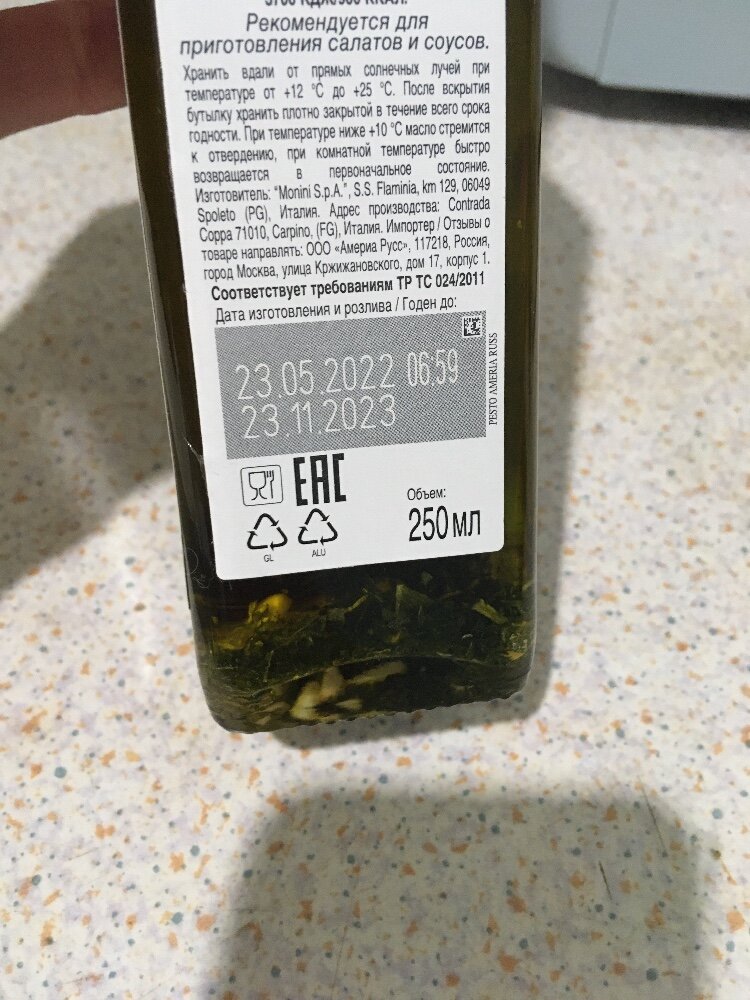 3700 КДж/900 ККАЛ.
Рекомендуется для
приготовления салатов и соусов.
Хранить вдали от прямых солнечных лучей при
температуре от +12 °C до +25 °C. После вскрытия
бутылку хранить плотно закрытой в течение всего срока
годности. При температуре ниже +10 °C масло стремится
к отвердению, при комнатной температуре быстро
возвращается в первоначальное состояние.
Изготовитель: "Monini S.p.A.", S.S. Flaminia, km 129, 06049
Spoleto (PG), Италия. Адрес производства: Contrada
Coppa 71010, Carpino, (FG), Италия. Импортер / Отзывы о
товаре направлять: ООО «Америа Русс», 117218, Россия,
город Москва, улица Кржижановского, дом 17, корпус 1.
Соответствует требованиям ТР ТС 024/2011
Дата изготовления и розлива / Годен до:
23.05.2022 06:59
23.11.2023
PESTO AMERIA RUSS
EAC
GL
ALU
Объем:
250 мл